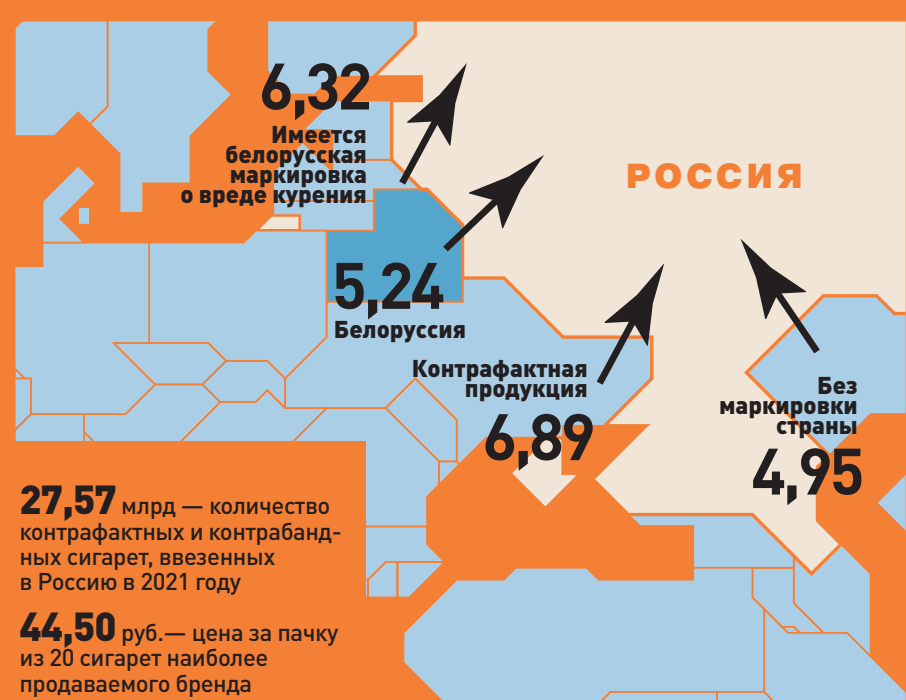 6,32
Имеется
белорусская
маркировка
о вреде курения
РОССИЯ
5,24
Белоруссия
Контрафактная
продукция
6,89
Без
маркировки
страны
4,95
27,57 млрд — количество
контрафактных и контрабанд-
ных сигарет, ввезенных
в Россию в 2021 году
44,50 руб.— цена за пачку
из 20 сигарет наиболее
продаваемого бренда